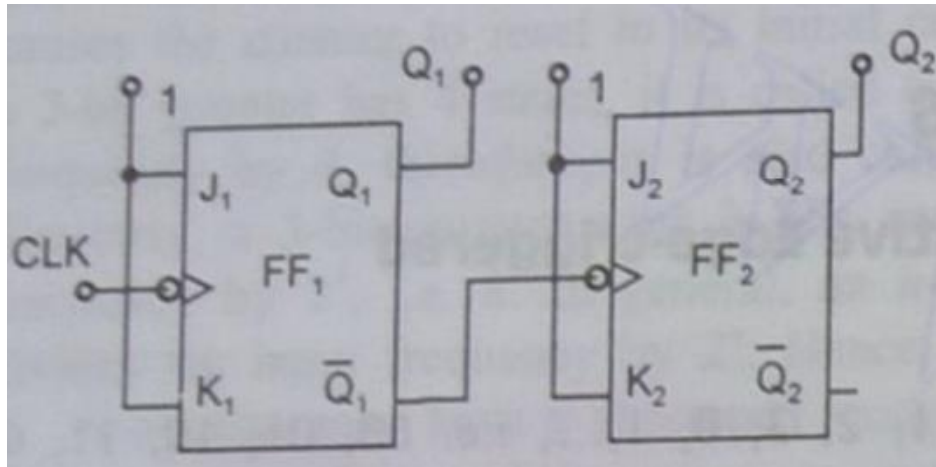 Q₁ Q₂
1 1
J₁ Q₁ J₂ Q₂
CLK FF₁ FF₂
K₁ Q̅₁ K₂ Q̅₂